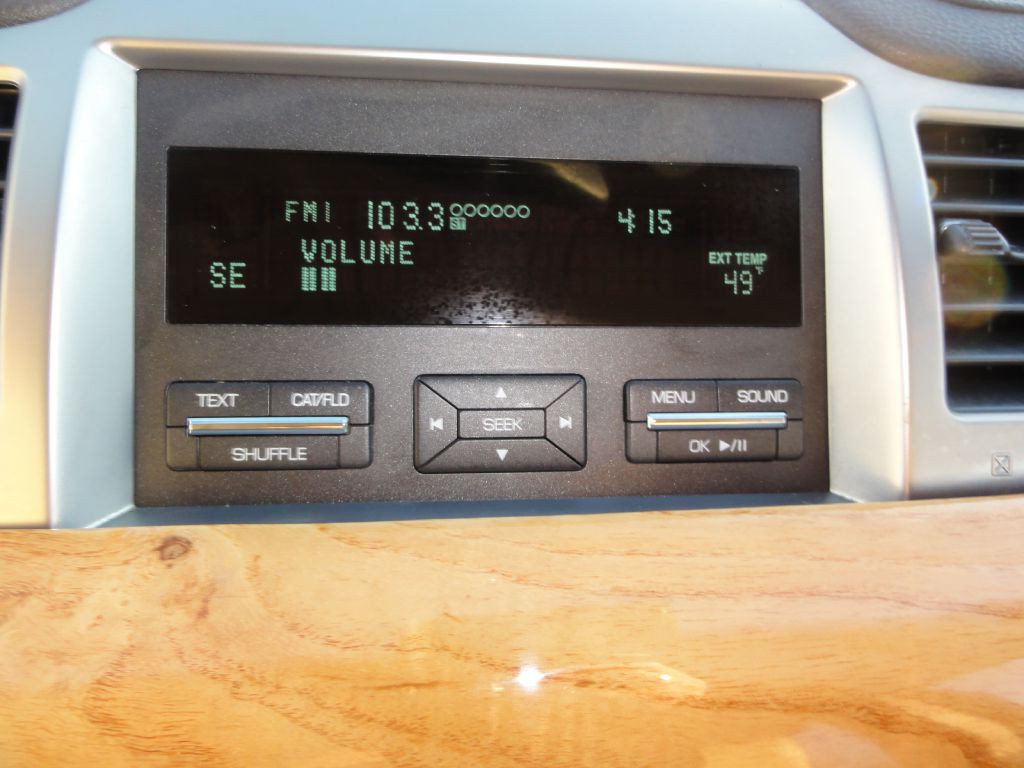 FM1 103.3 ST 4:15
VOLUME
EXT TEMP
SE 49°F
TEXT CAT/FLD SEEK MENU SOUND
SHUFFLE OK ▶/II